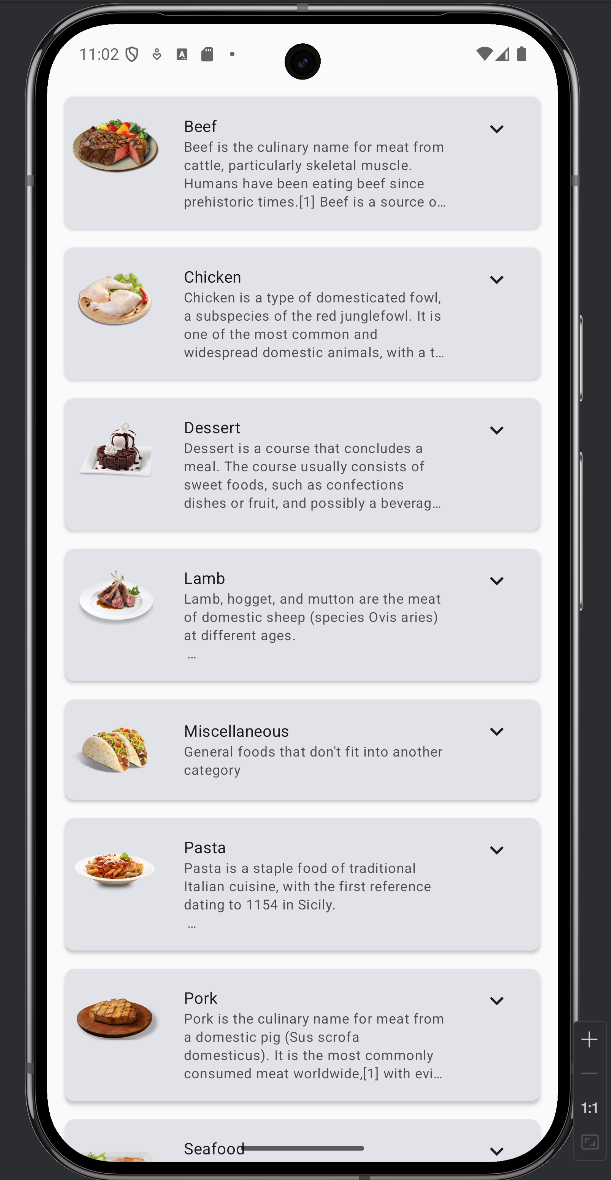 11:02
Beef
Beef is the culinary name for meat from
cattle, particularly skeletal muscle.
Humans have been eating beef since
prehistoric times.[1] Beef is a source o…
Chicken
Chicken is a type of domesticated fowl,
a subspecies of the red junglefowl. It is
one of the most common and
widespread domestic animals, with a t…
Dessert
Dessert is a course that concludes a
meal. The course usually consists of
sweet foods, such as confections
dishes or fruit, and possibly a beverag…
Lamb
Lamb, hogget, and mutton are the meat
of domestic sheep (species Ovis aries)
at different ages.
…
Miscellaneous
General foods that don't fit into another
category
Pasta
Pasta is a staple food of traditional
Italian cuisine, with the first reference
dating to 1154 in Sicily.
…
Pork
Pork is the culinary name for meat from
a domestic pig (Sus scrofa
domesticus). It is the most commonly
consumed meat worldwide,[1] with evi…
Seafood
1:1